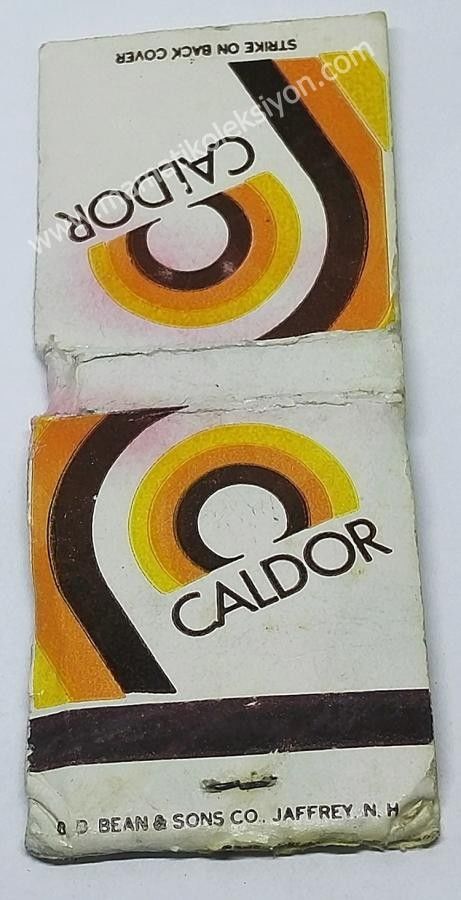 STRIKE ON BACK COVER
CALDOR
CALDOR
D. BEAN & SONS CO., JAFFREY, N. H